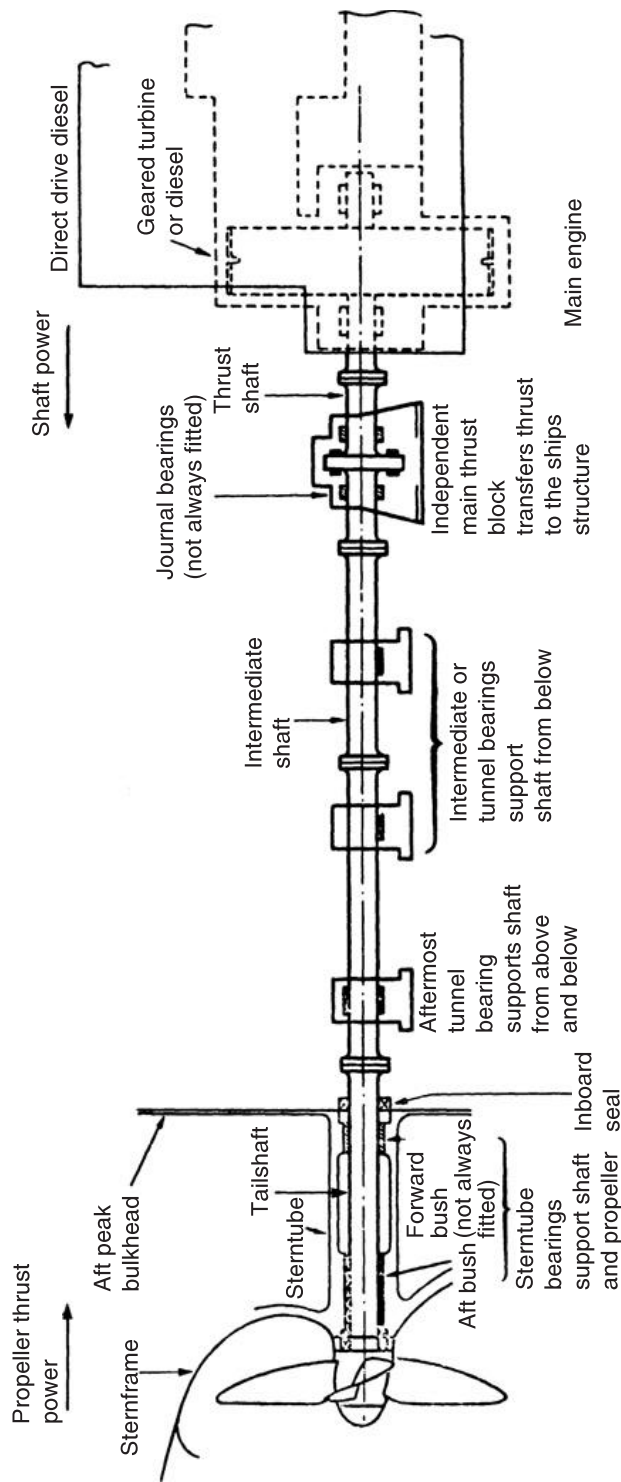 Propeller thrust
power
Sternframe
Aft peak
bulkhead
Sterntube
Tailshaft
Forward
bush
(not always
fitted)
Aft bush
Sterntube
bearings
support shaft
and propeller
Inboard
seal
Aftermost
tunnel
bearing
supports shaft
from above
and below
Intermediate
shaft
Intermediate or
tunnel bearings
support
shaft from below
Shaft power
Journal bearings
(not always fitted)
Thrust
shaft
Independent
main thrust
block
transfers thrust
to the ships
structure
Direct drive diesel
Geared turbine
or diesel
Main engine